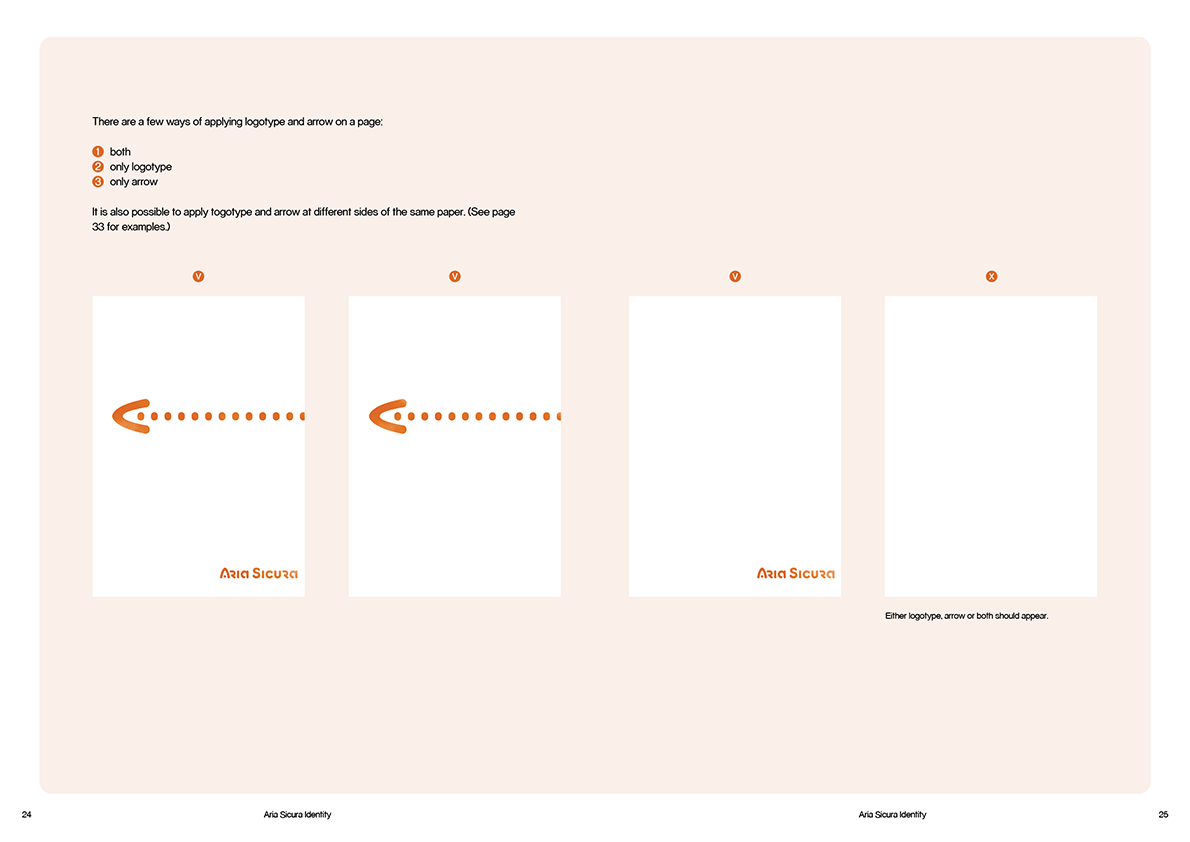 There are a few ways of applying logotype and arrow on a page:
1 both
2 only logotype
3 only arrow
It is also possible to apply togotype and arrow at different sides of the same paper. (See page
33 for examples.)
V V V X
Aria Sicura Aria Sicura
Either logotype, arrow or both should appear.
24 Aria Sicura Identity Aria Sicura Identity 25